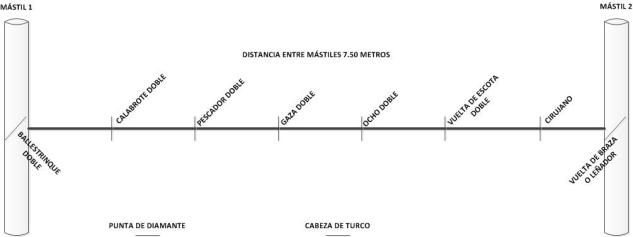 MÁSTIL 1
MÁSTIL 2
DISTANCIA ENTRE MÁSTILES 7.50 METROS
BALLESTRINQUE
DOBLE
CALABROTE DOBLE
PESCADOR DOBLE
GAZA DOBLE
OCHO DOBLE
VUELTA DE ESCOTA
DOBLE
CIRUJANO
VUELTA DE BRAZA
O LEÑADOR
PUNTA DE DIAMANTE
CABEZA DE TURCO